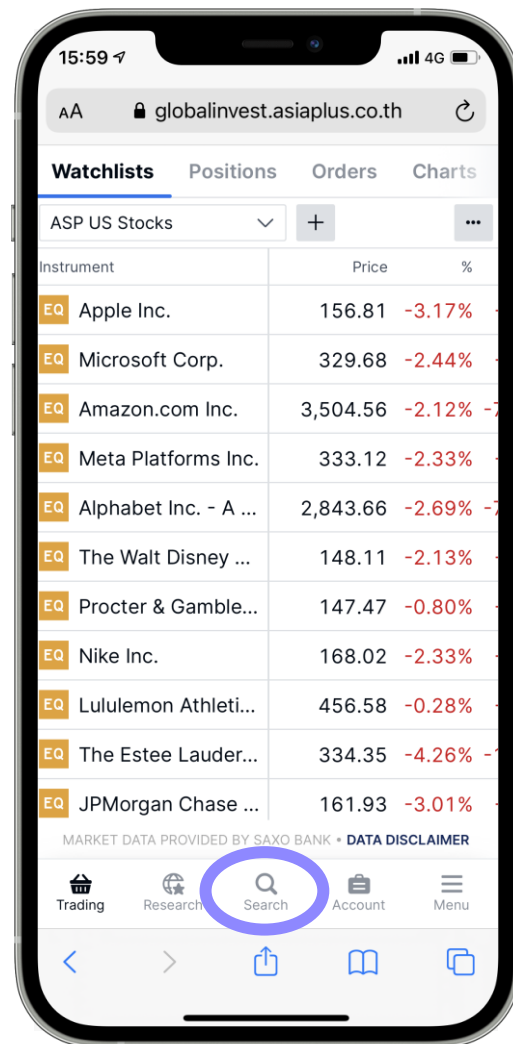 15:59 4G
AA globalinvest.asiaplus.co.th
Watchlists Positions Orders Charts
ASP US Stocks + ...
Instrument Price %
EQ Apple Inc. 156.81 -3.17% -
EQ Microsoft Corp. 329.68 -2.44% -
EQ Amazon.com Inc. 3,504.56 -2.12% -7
EQ Meta Platforms Inc. 333.12 -2.33% -
EQ Alphabet Inc. - A ... 2,843.66 -2.69% -7
EQ The Walt Disney ... 148.11 -2.13% -
EQ Procter & Gamble... 147.47 -0.80% -
EQ Nike Inc. 168.02 -2.33% -
EQ Lululemon Athleti... 456.58 -0.28% -
EQ The Estee Lauder... 334.35 -4.26% -1
EQ JPMorgan Chase ... 161.93 -3.01% -
MARKET DATA PROVIDED BY SAXO BANK • DATA DISCLAIMER
Trading Research Search Account Menu